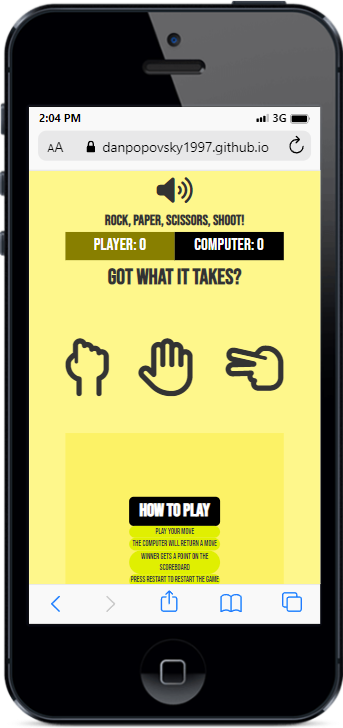 2:04 PM 3G
AA danpopovsky1997.github.io
ROCK, PAPER, SCISSORS, SHOOT!
PLAYER: 0 COMPUTER: 0
GOT WHAT IT TAKES?
HOW TO PLAY
PLAY YOUR MOVE
THE COMPUTER WILL RETURN A MOVE
WINNER GETS A POINT ON THE
SCOREBOARD
PRESS RESTART TO RESTART THE GAME